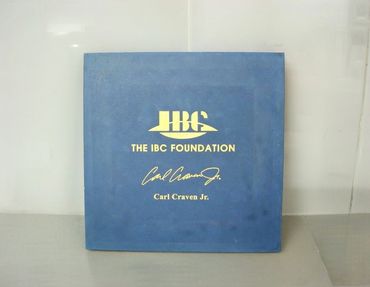 IBC
THE IBC FOUNDATION
Carl Craven Jr.
Carl Craven Jr.